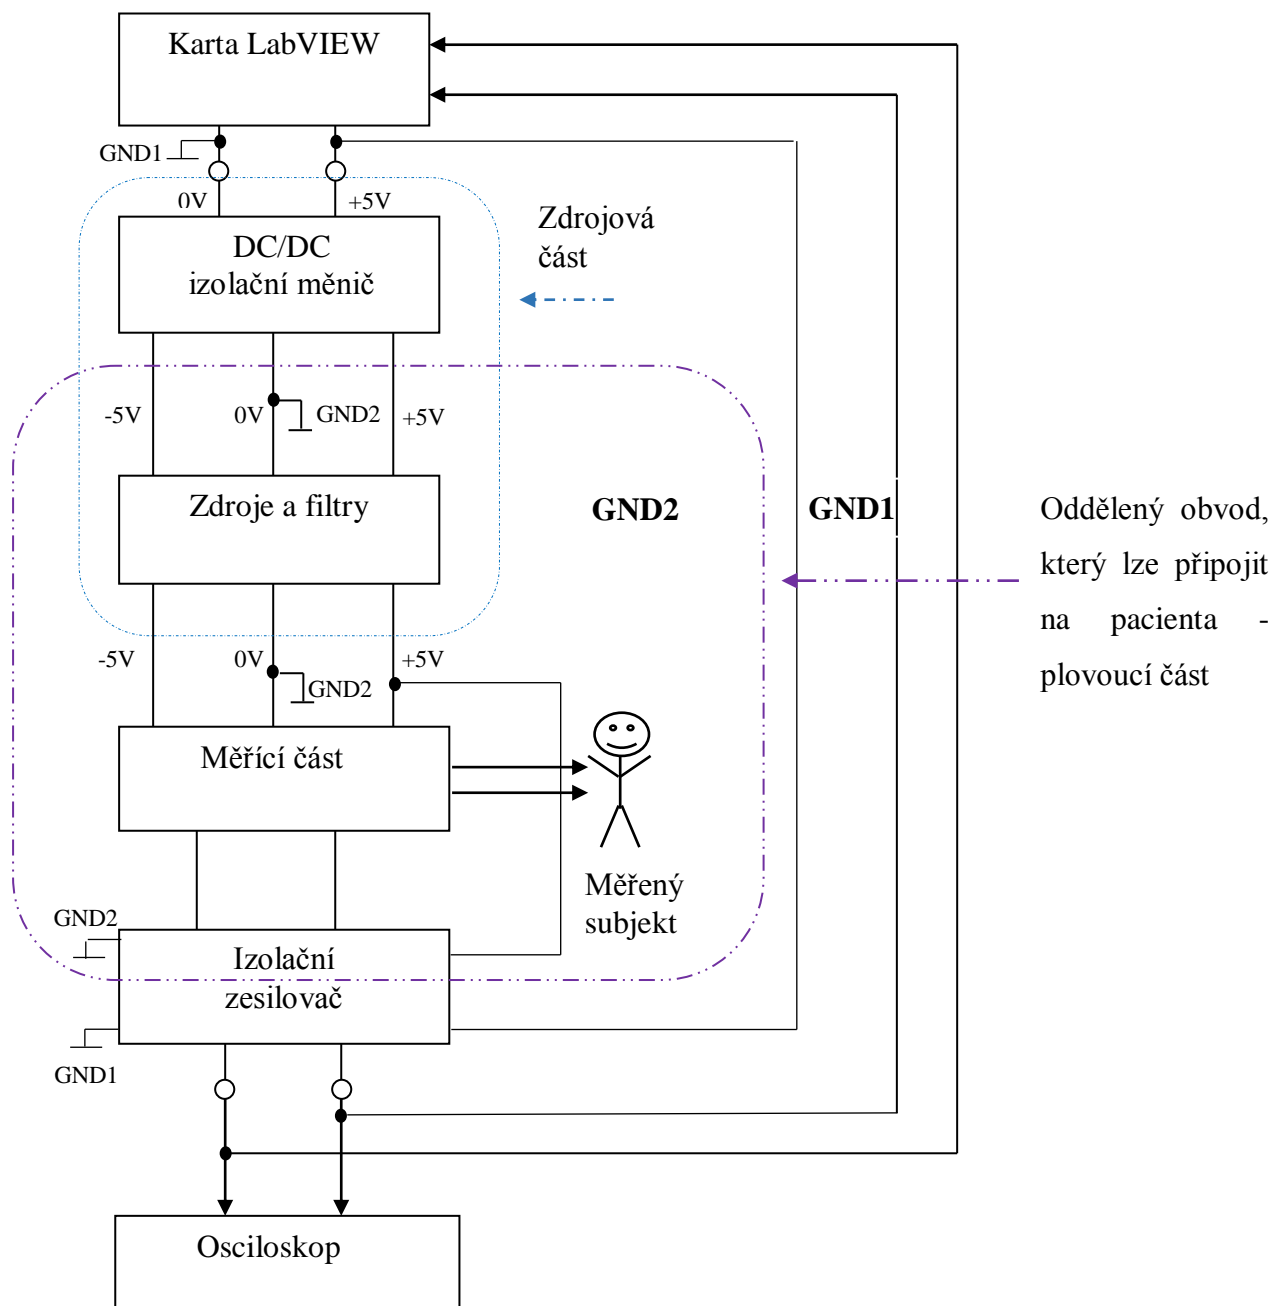 Karta LabVIEW
GND1
0V
+5V
DC/DC
izolační měnič
Zdrojová
část
-5V
0V
GND2
+5V
Zdroje a filtry
GND2
GND1
Oddělený obvod,
který lze připojit
na pacienta -
plovoucí část
-5V
0V
+5V
GND2
Měřící část
Měřený
subjekt
GND2
Izolační
zesilovač
GND1
Osciloskop